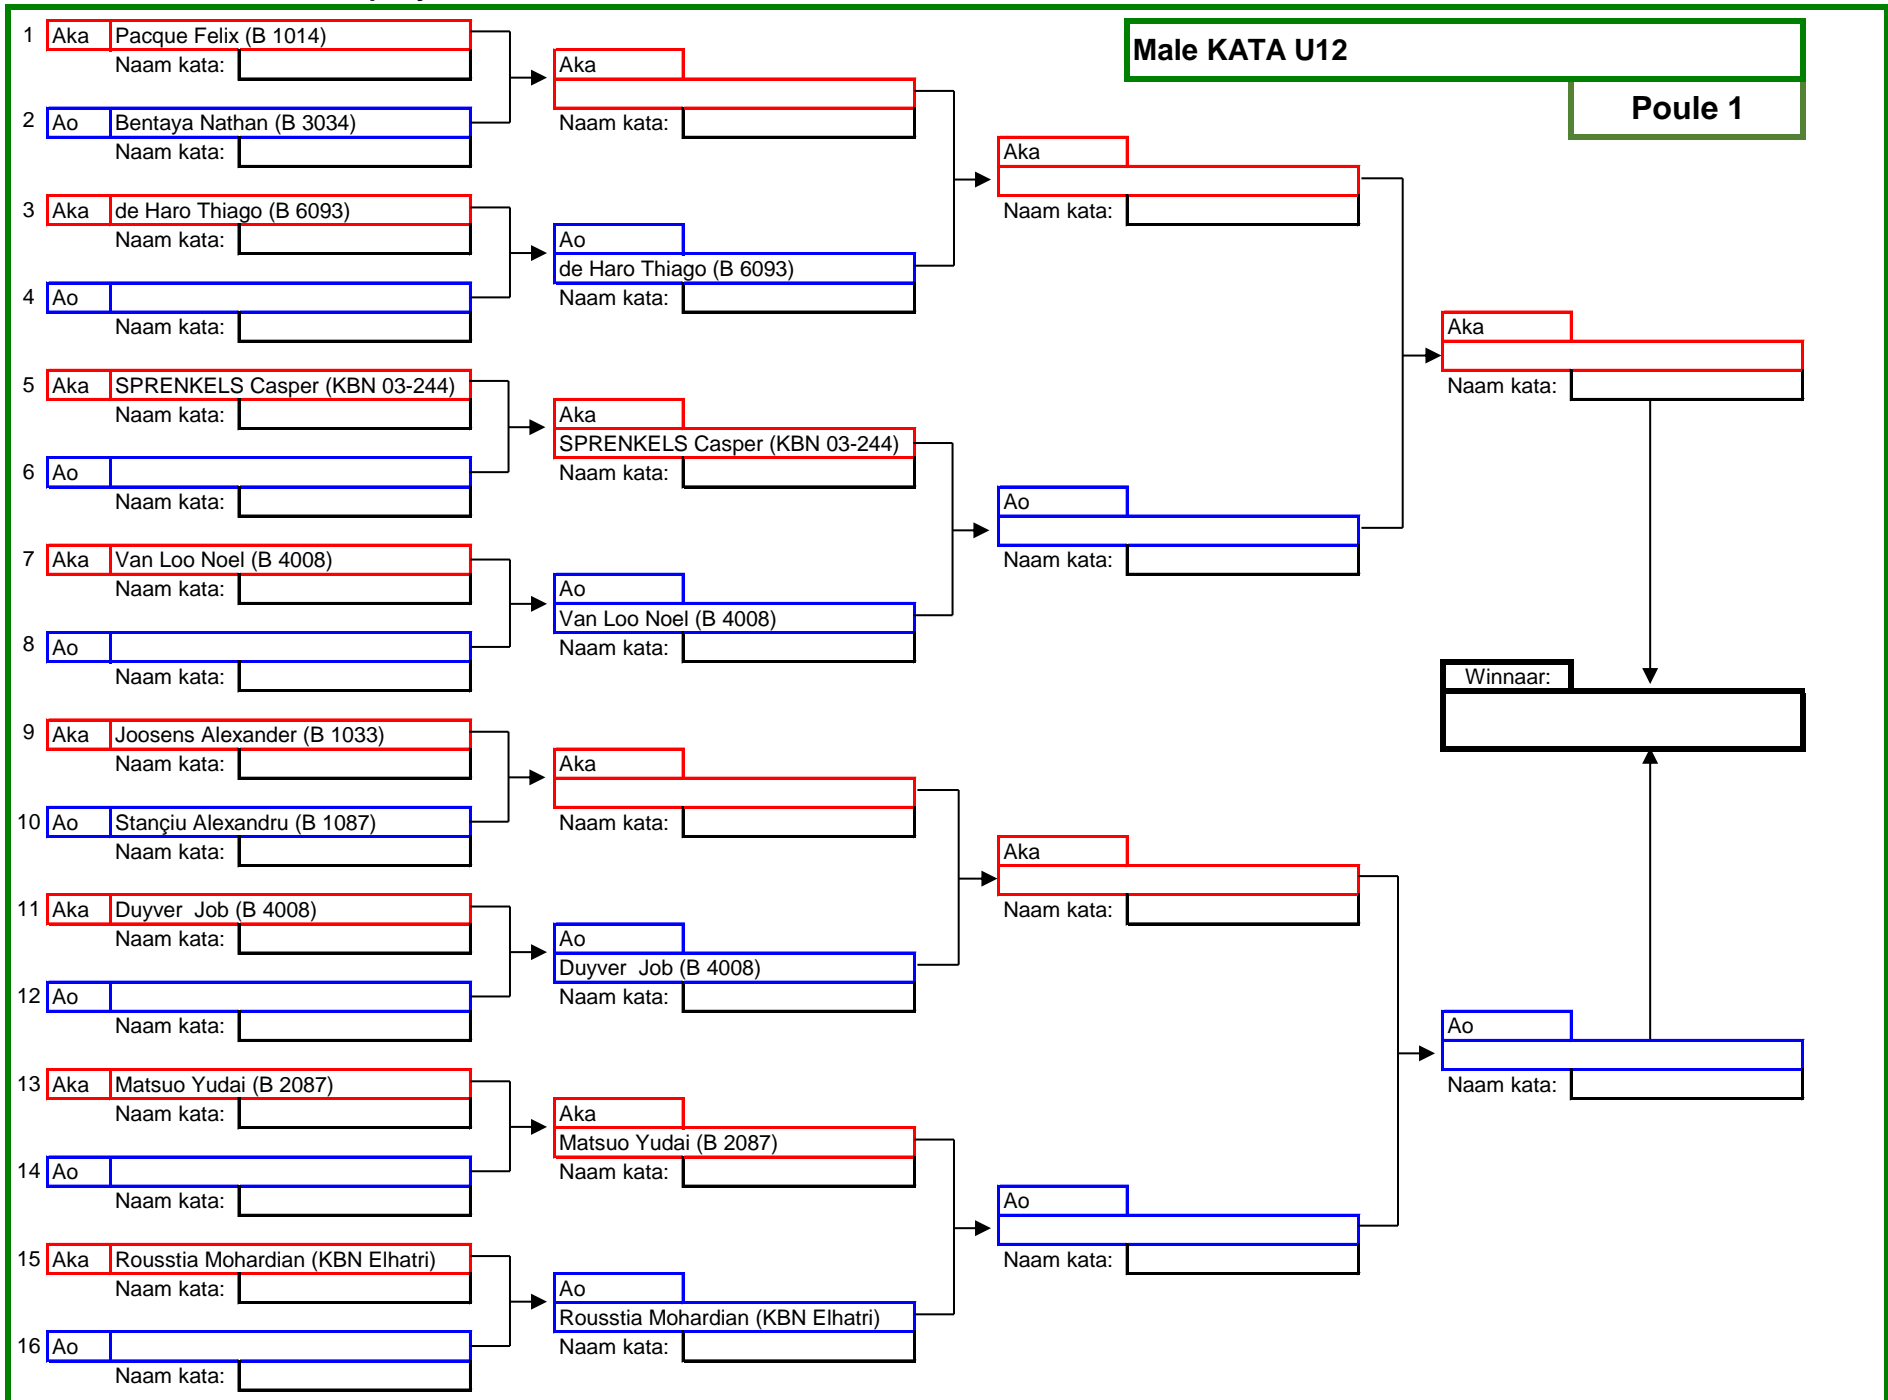 Male KATA U12
Poule 1
1 Aka Pacque Felix (B 1014)
Naam kata:
2 Ao Bentaya Nathan (B 3034)
Naam kata:
3 Aka de Haro Thiago (B 6093)
Naam kata:
4 Ao
Naam kata:
5 Aka SPRENKELS Casper (KBN 03-244)
Naam kata:
6 Ao
Naam kata:
7 Aka Van Loo Noel (B 4008)
Naam kata:
8 Ao
Naam kata:
9 Aka Joosens Alexander (B 1033)
Naam kata:
10 Ao Stançiu Alexandru (B 1087)
Naam kata:
11 Aka Duyver  Job (B 4008)
Naam kata:
12 Ao
Naam kata:
13 Aka Matsuo Yudai (B 2087)
Naam kata:
14 Ao
Naam kata:
15 Aka Rousstia Mohardian (KBN Elhatri)
Naam kata:
16 Ao
Naam kata:
Aka
Naam kata:
Ao
de Haro Thiago (B 6093)
Naam kata:
Aka
SPRENKELS Casper (KBN 03-244)
Naam kata:
Ao
Van Loo Noel (B 4008)
Naam kata:
Aka
Naam kata:
Ao
Duyver  Job (B 4008)
Naam kata:
Aka
Matsuo Yudai (B 2087)
Naam kata:
Ao
Rousstia Mohardian (KBN Elhatri)
Naam kata:
Aka
Naam kata:
Ao
Naam kata:
Aka
Naam kata:
Ao
Naam kata:
Aka
Naam kata:
Winnaar:
Ao
Naam kata: